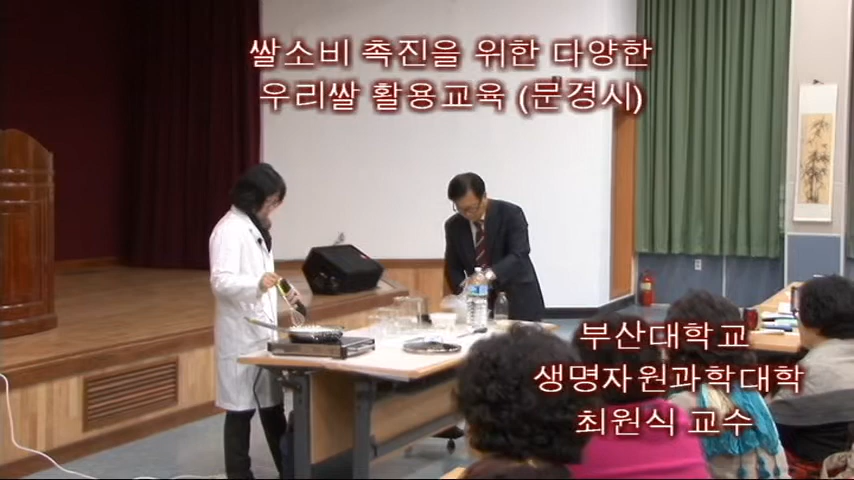 쌀소비 촉진을 위한 다양한
우리쌀 활용교육 (문경시)
부산대학교
생명자원과학대학
최원식 교수